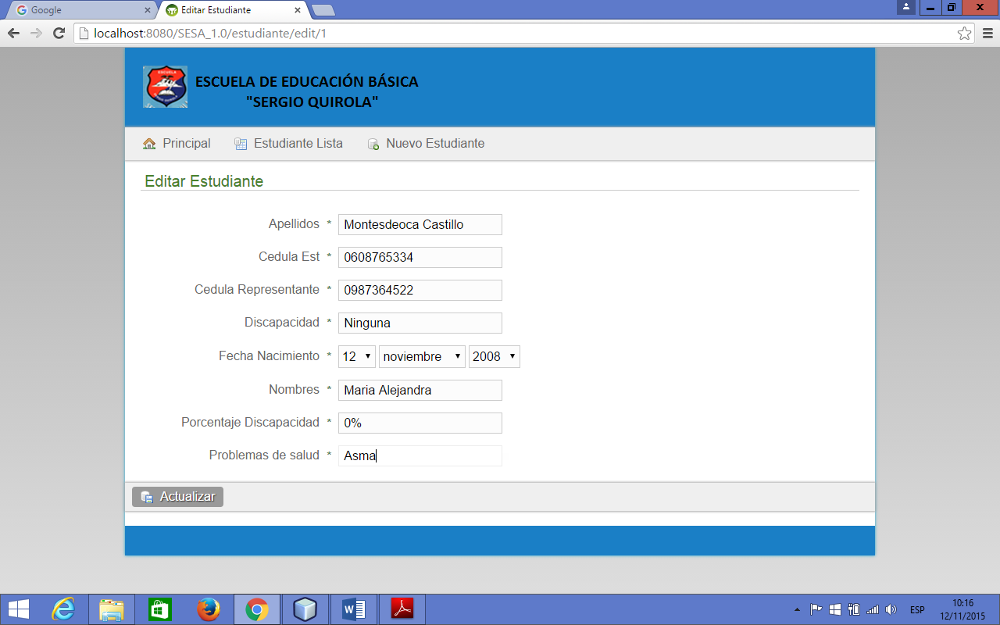 Google
Editar Estudiante
localhost:8080/SESA_1.0/estudiante/edit/1
ESCUELA
ESCUELA DE EDUCACIÓN BÁSICA
"SERGIO QUIROLA"
Principal Estudiante Lista Nuevo Estudiante
Editar Estudiante
Apellidos * Montesdeoca Castillo
Cedula Est * 0608765334
Cedula Representante * 0987364522
Discapacidad * Ninguna
Fecha Nacimiento * 12 noviembre 2008
Nombres * Maria Alejandra
Porcentaje Discapacidad * 0%
Problemas de salud * Asma
Actualizar
ESP
10:16
12/11/2015